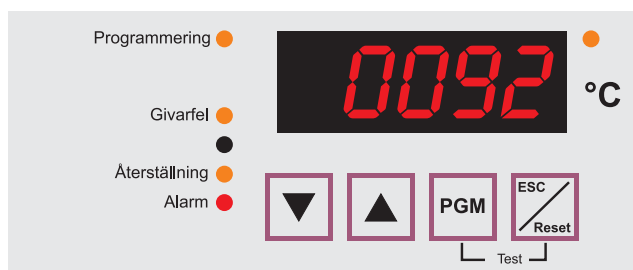 Programmering
0092
°C
Givarfel
Återställning
Alarm
PGM
ESC
Reset
Test